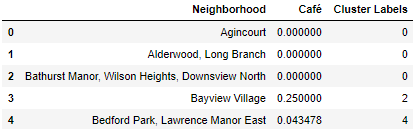 Neighborhood Café Cluster Labels
0 Agincourt 0.000000 0
1 Alderwood, Long Branch 0.000000 0
2 Bathurst Manor, Wilson Heights, Downsview North 0.000000 0
3 Bayview Village 0.250000 2
4 Bedford Park, Lawrence Manor East 0.043478 4